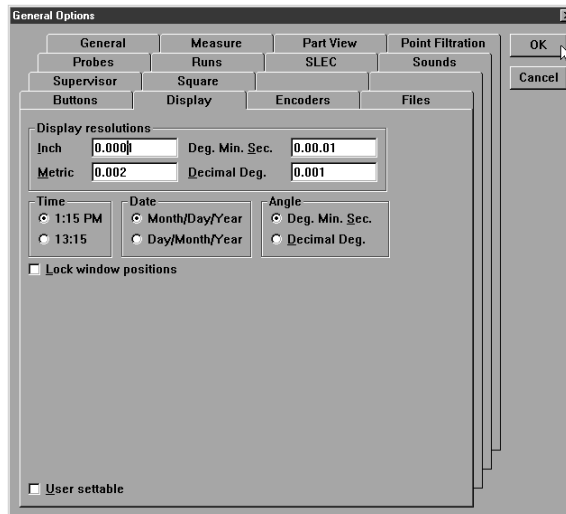 General Options
General Measure Part View Point Filtration
Probes Runs SLEC Sounds
Supervisor Square
Buttons Display Encoders Files
OK
Cancel
Display resolutions
Inch 0.0001 Deg. Min. Sec. 0.00.01
Metric 0.002 Decimal Deg. 0.001
Time Date Angle
1:15 PM Month/Day/Year Deg. Min. Sec.
13:15 Day/Month/Year Decimal Deg.
Lock window positions
User settable